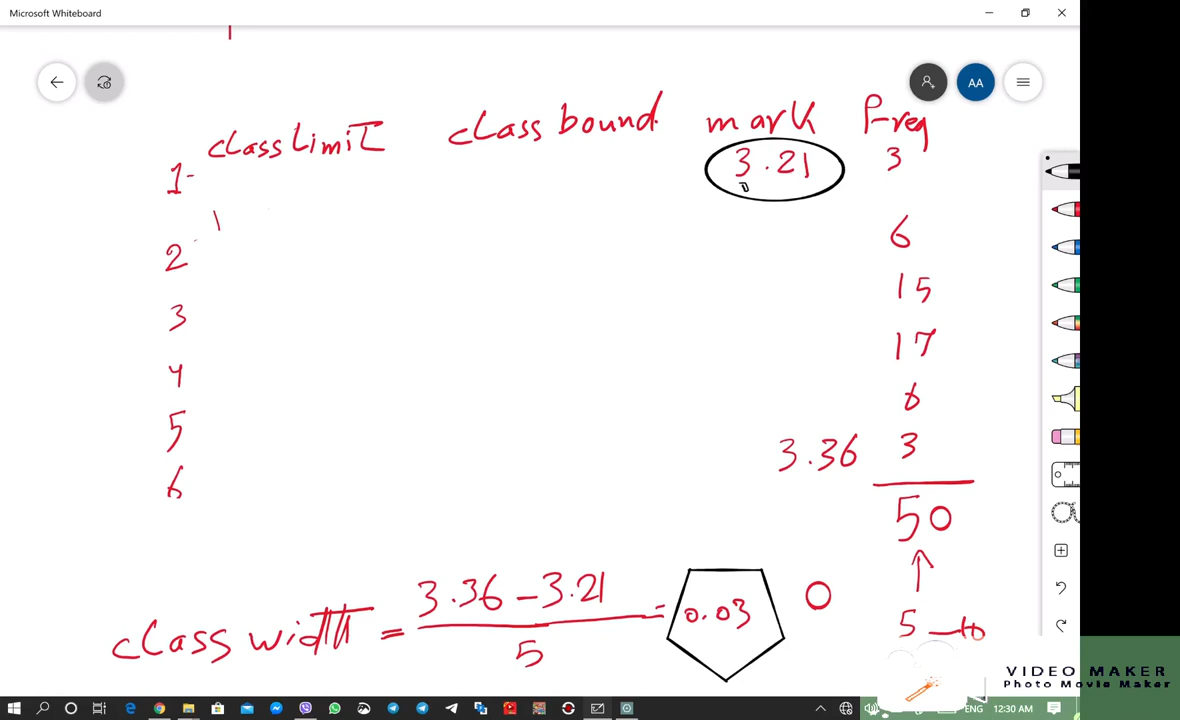 Microsoft Whiteboard
AA
class Limit class bound mark Freq
1- 3.21 3
2 6
3 15
4 17
5 6
6 3.36 3
50
class width = 3.36 - 3.21 / 5 = 0.03 0
5 to
VIDEO MAKER
Photo Movie Maker
ENG 12:30 AM